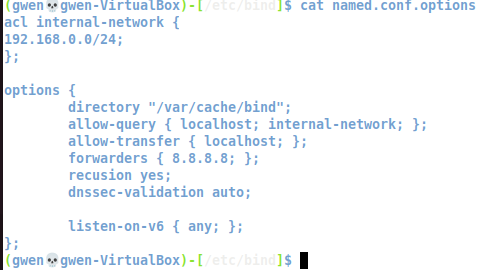 (gwen💀gwen-VirtualBox)-[/etc/bind]$ cat named.conf.options
acl internal-network {
192.168.0.0/24;
};
options {
directory "/var/cache/bind";
allow-query { localhost; internal-network; };
allow-transfer { localhost; };
forwarders { 8.8.8.8; };
recusion yes;
dnssec-validation auto;
listen-on-v6 { any; };
};
(gwen💀gwen-VirtualBox)-[/etc/bind]$